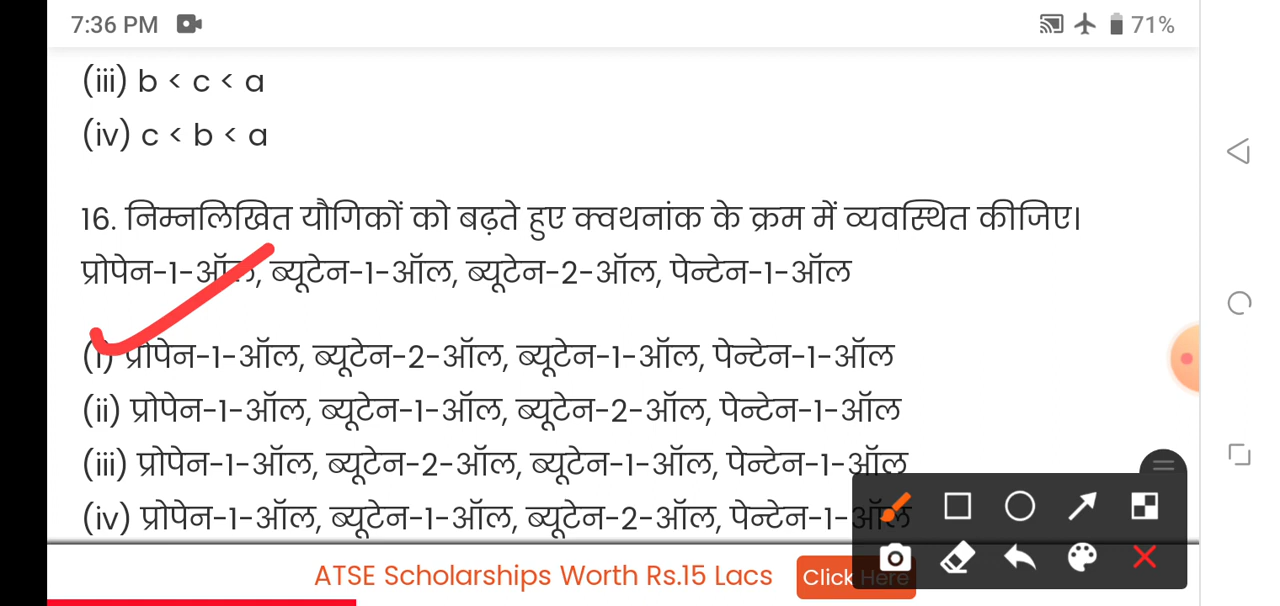 7:36 PM 71%
(iii) b < c < a
(iv) c < b < a
16. निम्नलिखित यौगिकों को बढ़ते हुए क्वथनांक के क्रम में व्यवस्थित कीजिए।
प्रोपेन-1-ऑल, ब्यूटेन-1-ऑल, ब्यूटेन-2-ऑल, पेन्टेन-1-ऑल
(i) प्रोपेन-1-ऑल, ब्यूटेन-2-ऑल, ब्यूटेन-1-ऑल, पेन्टेन-1-ऑल
(ii) प्रोपेन-1-ऑल, ब्यूटेन-1-ऑल, ब्यूटेन-2-ऑल, पेन्टेन-1-ऑल
(iii) प्रोपेन-1-ऑल, ब्यूटेन-2-ऑल, ब्यूटेन-1-ऑल, पेन्टेन-1-ऑल
(iv) प्रोपेन-1-ऑल, ब्यूटेन-1-ऑल, ब्यूटेन-2-ऑल, पेन्टेन-1-ऑल
ATSE Scholarships Worth Rs.15 Lacs Click Here